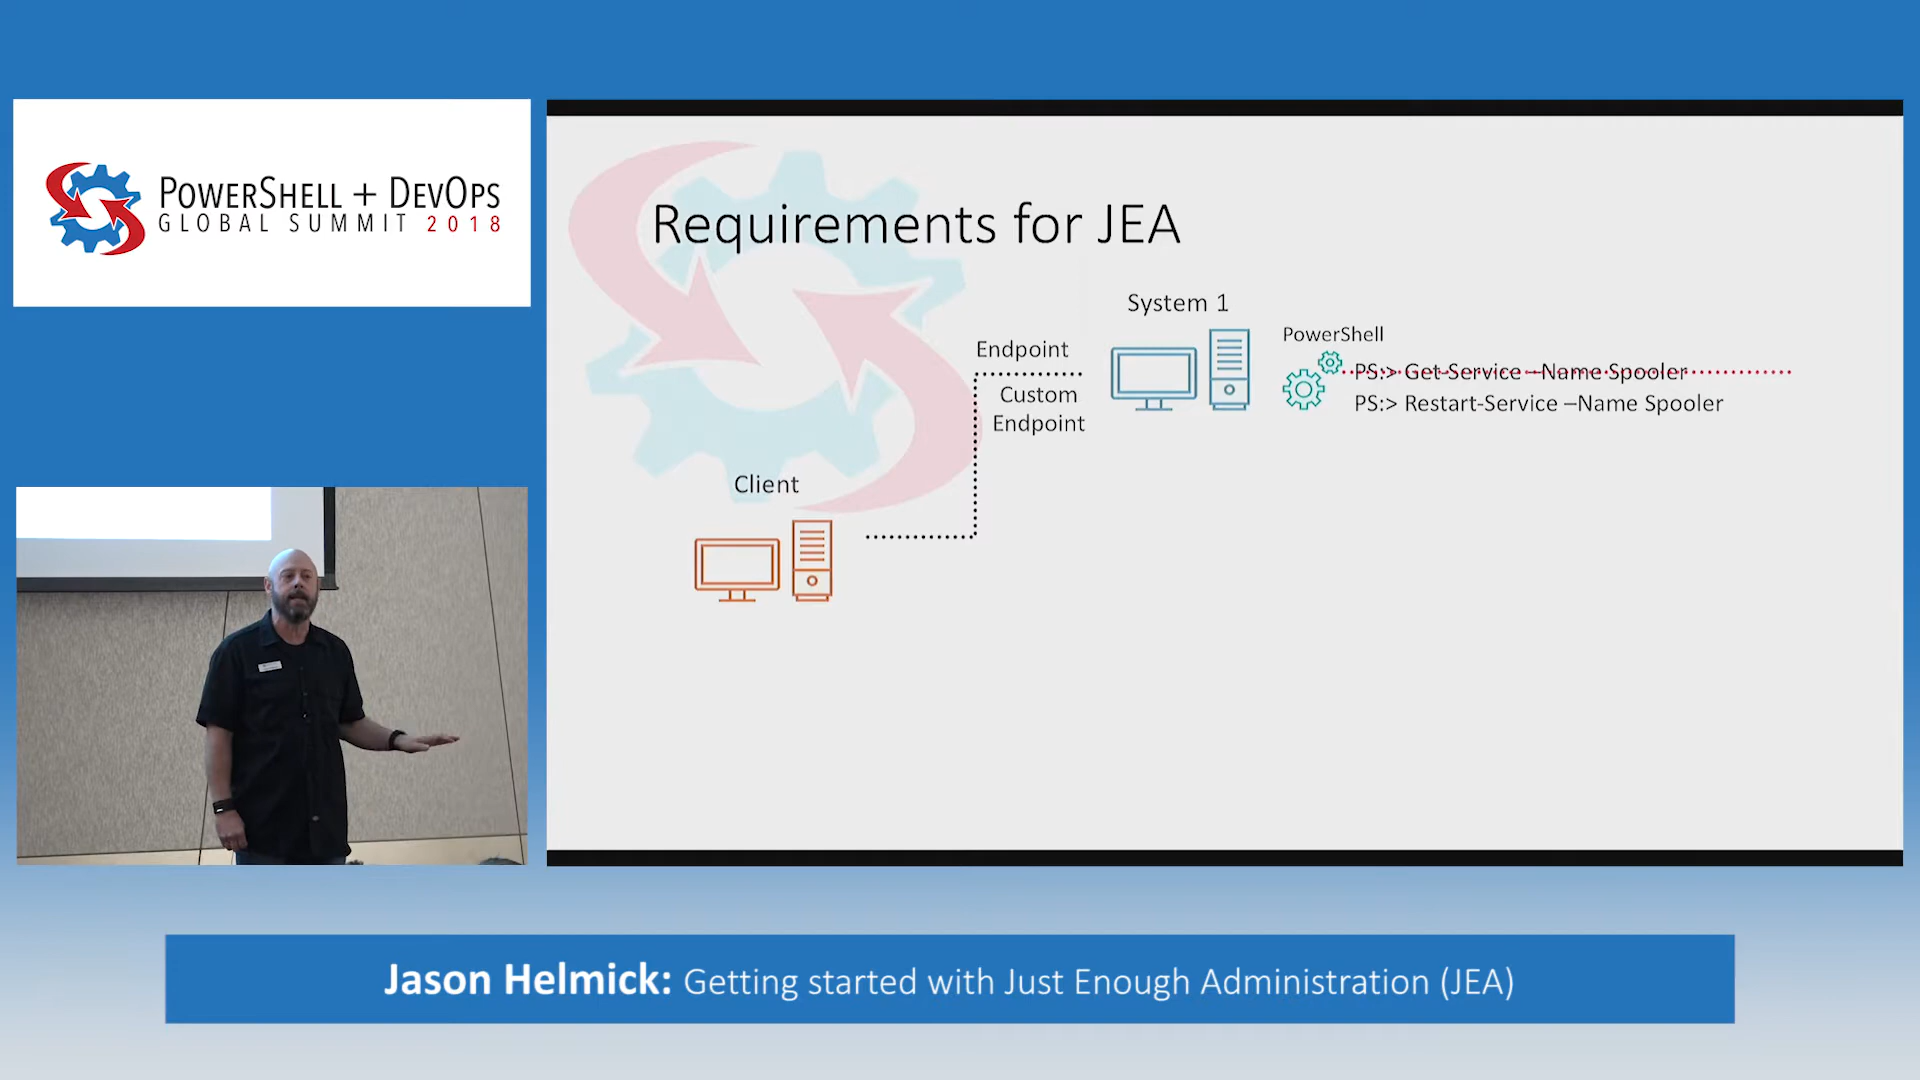 POWERSHELL + DEVOPS
GLOBAL SUMMIT 2018
Requirements for JEA
System 1
Endpoint
Custom
Endpoint
PowerShell
PS:> Get-Service –Name Spooler
PS:> Restart-Service –Name Spooler
Client
Jason Helmick: Getting started with Just Enough Administration (JEA)